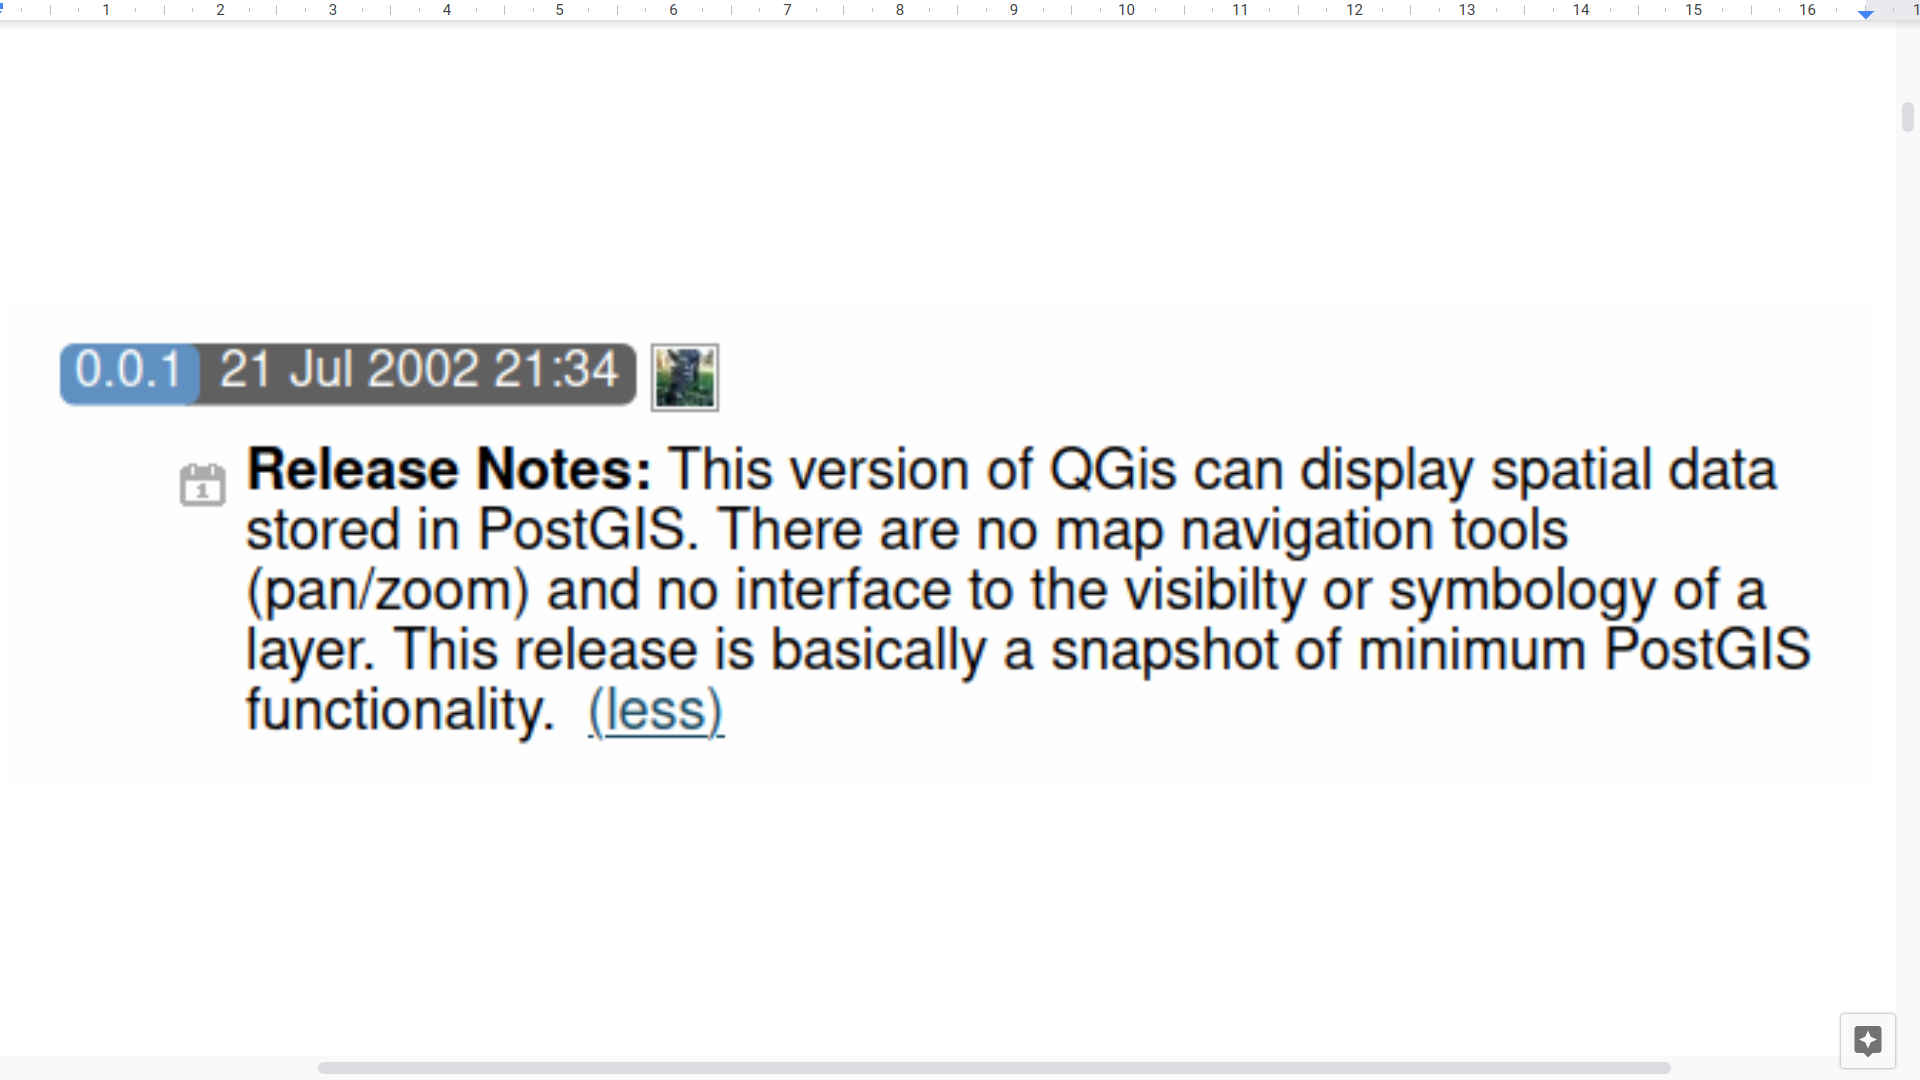 1 2 3 4 5 6 7 8 9 10 11 12 13 14 15 16 1
0.0.1 21 Jul 2002 21:34
1 Release Notes: This version of QGis can display spatial data
stored in PostGIS. There are no map navigation tools
(pan/zoom) and no interface to the visibilty or symbology of a
layer. This release is basically a snapshot of minimum PostGIS
functionality. (less)